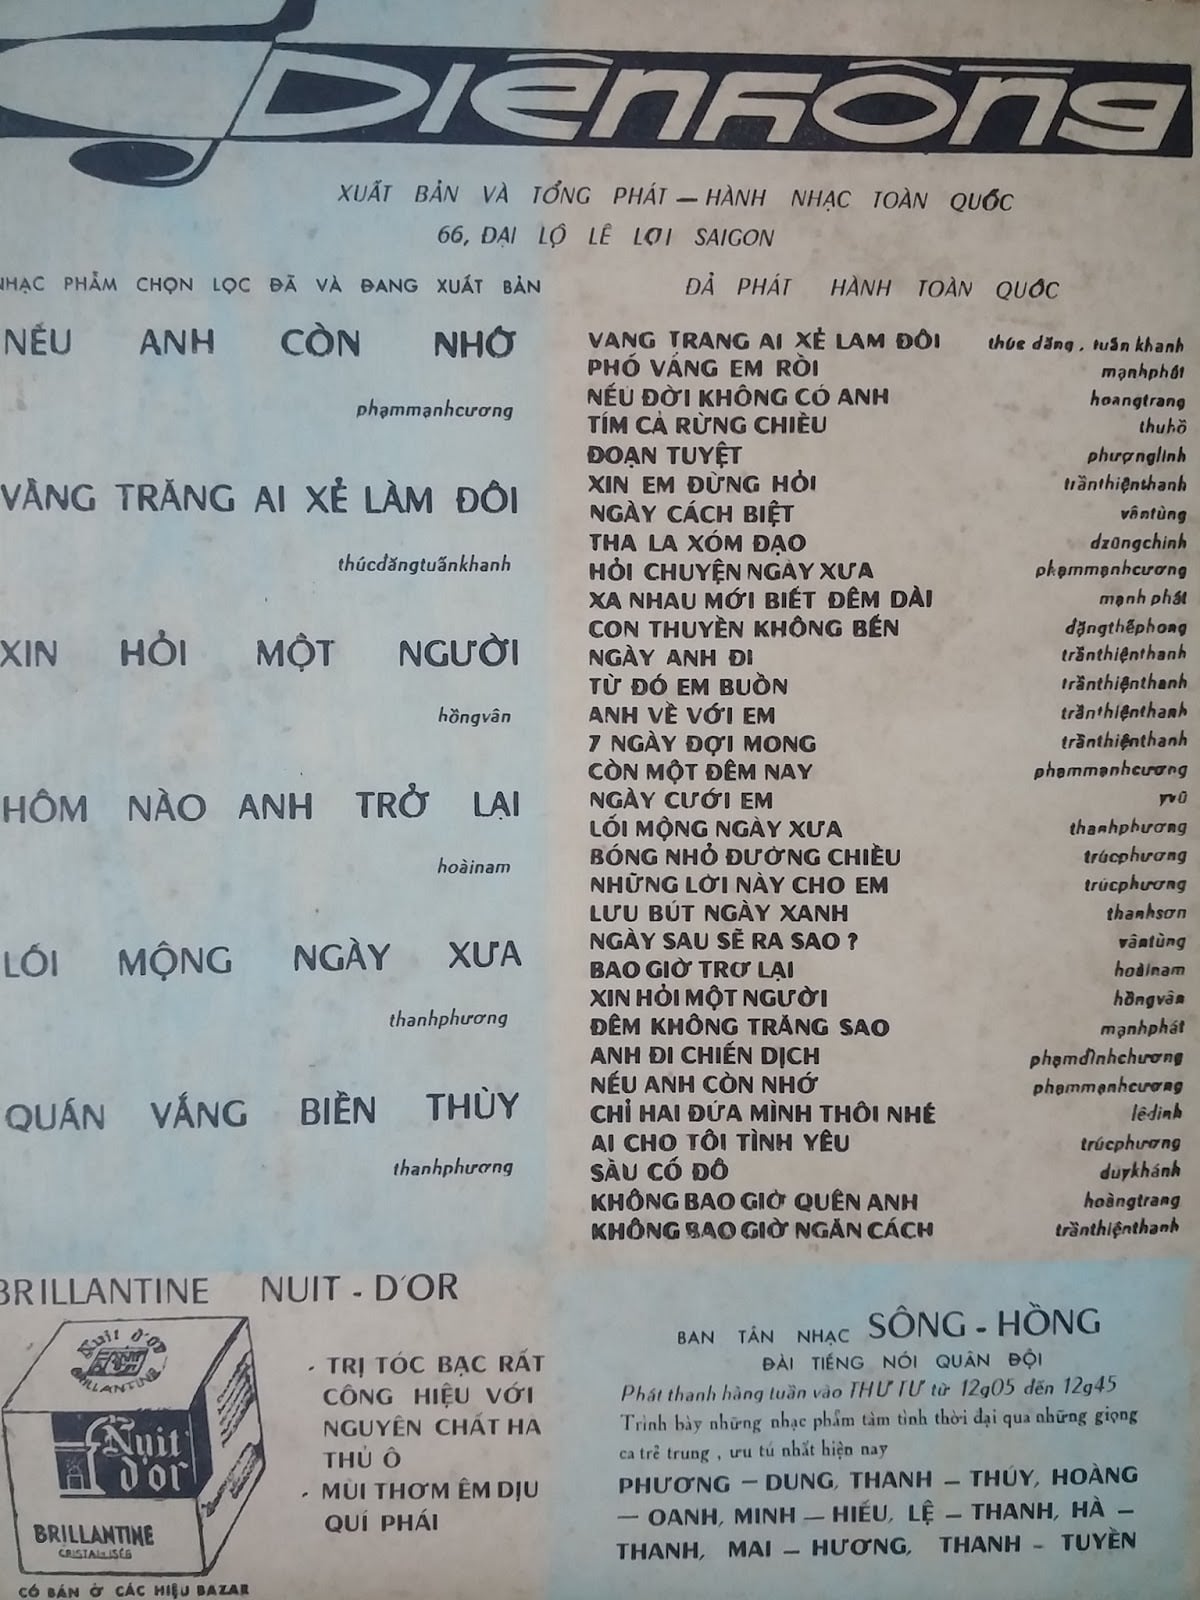 DIÊNHỒNG
XUẤT BẢN VÀ TỔNG PHÁT — HÀNH NHẠC TOÀN QUỐC
66, ĐẠI LỘ LÊ LỢI SAIGON
NHẠC PHẨM CHỌN LỌC ĐÃ VÀ ĐANG XUẤT BẢN
NẾU ANH CÒN NHỚ
phạmmạnhcương
VẦNG TRĂNG AI XẺ LÀM ĐÔI
thúcđăngtuấnkhanh
XIN HỎI MỘT NGƯỜI
hồngvân
HÔM NÀO ANH TRỞ LẠI
hoàinam
LỐI MỘNG NGÀY XƯA
thanhphương
QUÁN VẮNG BIÊN THÙY
thanhphương
ĐẢ PHÁT HÀNH TOÀN QUỐC
VANG TRANG AI XẺ LAM ĐÔI thúc đăng, tuấn khanh
PHÓ VẮNG EM RÒI mạnhphát
NẾU ĐỜI KHÔNG CÓ ANH hoangtrang
TÍM CẢ RỪNG CHIỀU thuhồ
ĐOẠN TUYỆT phượnglinh
XIN EM ĐỪNG HỎI trầnthiệnthanh
NGÀY CÁCH BIỆT vântùng
THA LA XÓM ĐẠO dzũngchinh
HỎI CHUYỆN NGÀY XƯA phạmmạnhcương
XA NHAU MỚI BIẾT ĐÊM DÀI mạnh phát
CON THUYỀN KHÔNG BẾN đặngthếphong
NGÀY ANH ĐI trầnthiệnthanh
TỪ ĐÓ EM BUỒN trầnthiệnthanh
ANH VỀ VỚI EM trầnthiệnthanh
7 NGÀY ĐỢI MONG trầnthiệnthanh
CÒN MỘT ĐÊM NAY phạmmạnhcương
NGÀY CƯỚI EM yvũ
LỐI MỘNG NGÀY XƯA thanhphương
BÓNG NHỎ ĐƯỜNG CHIỀU trúcphương
NHỮNG LỜI NÀY CHO EM trúcphương
LƯU BÚT NGÀY XANH thanhsơn
NGÀY SAU SẼ RA SAO ? vântùng
BAO GIỜ TRƠ LẠI hoàinam
XIN HỎI MỘT NGƯỜI hồngvân
ĐÊM KHÔNG TRĂNG SAO mạnhphát
ANH ĐI CHIẾN DỊCH phạmđìnhchương
NẾU ANH CÒN NHỚ phạmmạnhcương
CHỈ HAI ĐỨA MÌNH THÔI NHÉ lêdinh
AI CHO TÔI TÌNH YÊU trúcphương
SÀU CỐ ĐÔ duykhánh
KHÔNG BAO GIỜ QUÊN ANH hoàngtrang
KHÔNG BAO GIỜ NGĂN CÁCH trầnthiệnthanh
BRILLANTINE NUIT - D'OR
Nuit d'or
BRILLANTINE
Nuit
d'or
BRILLANTINE
CRISTALLISÉE
CÓ BÁN Ở CÁC HIỆU BAZAR
- TRỊ TÓC BẠC RẤT
CÔNG HIỆU VỚI
NGUYÊN CHẤT HÀ
THỦ Ô
- MÙI THƠM ÊM DỊU
QUÍ PHÁI
BAN TÂN NHẠC SÔNG - HỒNG
ĐÀI TIẾNG NÓI QUÂN ĐỘI
Phát thanh hàng tuần vào THƯ TƯ từ 12g05 đến 12g45
Trình bày những nhạc phẩm tâm tình thời đại qua những giọng
ca trẻ trung , ưu tú nhất hiện nay
PHƯƠNG — DUNG, THANH — THÚY, HOÀNG
— OANH, MINH — HIẾU, LỆ — THANH, HÀ —
THANH, MAI — HƯƠNG, THANH - TUYỀN